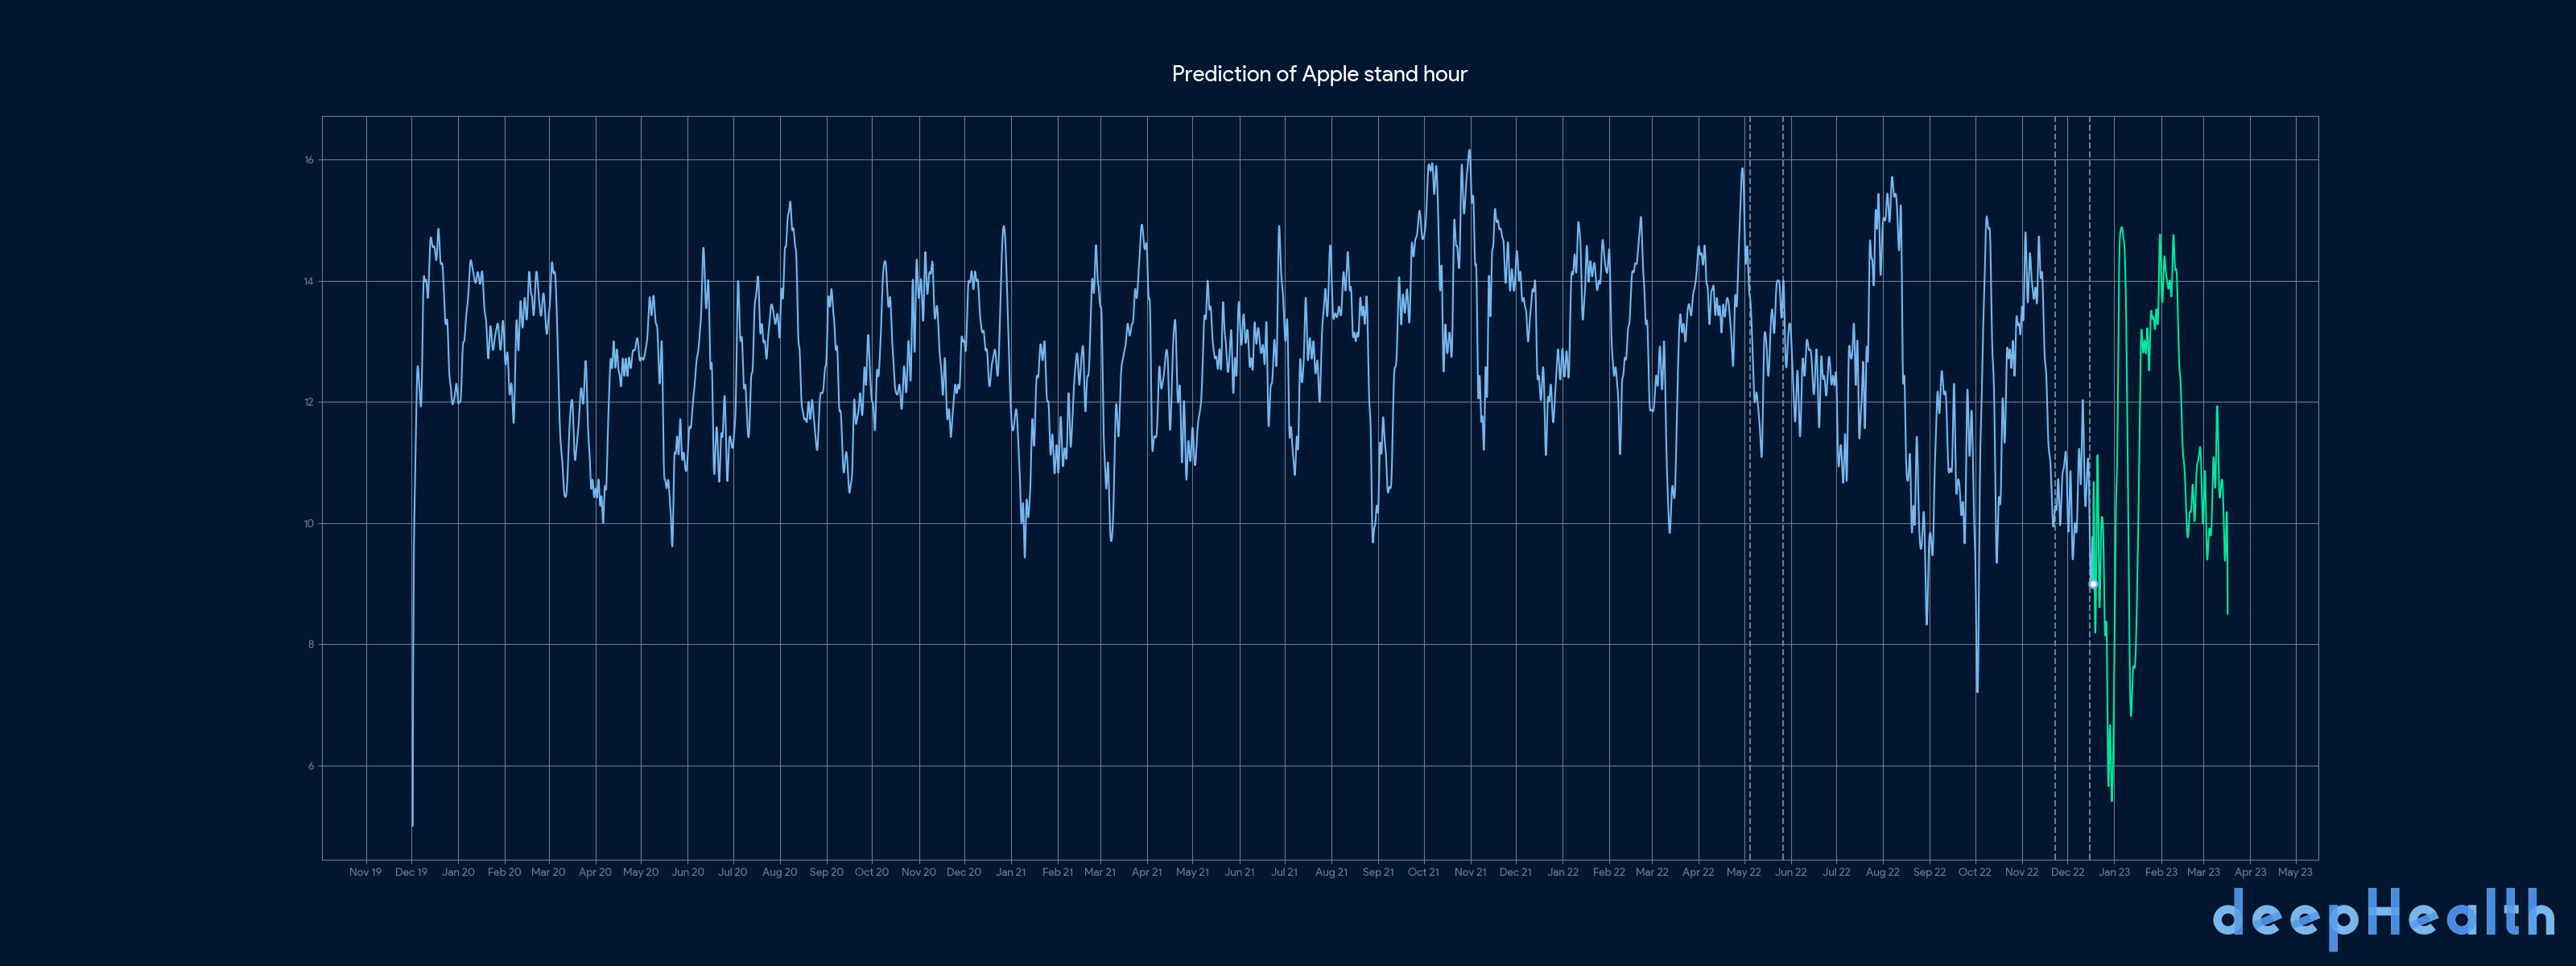 Prediction of Apple stand hour
16
14
12
10
8
6
Nov 19 Dec 19 Jan 20 Feb 20 Mar 20 Apr 20 May 20 Jun 20 Jul 20 Aug 20 Sep 20 Oct 20 Nov 20 Dec 20 Jan 21 Feb 21 Mar 21 Apr 21 May 21 Jun 21 Jul 21 Aug 21 Sep 21 Oct 21 Nov 21 Dec 21 Jan 22 Feb 22 Mar 22 Apr 22 May 22 Jun 22 Jul 22 Aug 22 Sep 22 Oct 22 Nov 22 Dec 22 Jan 23 Feb 23 Mar 23 Apr 23 May 23
deepHealth